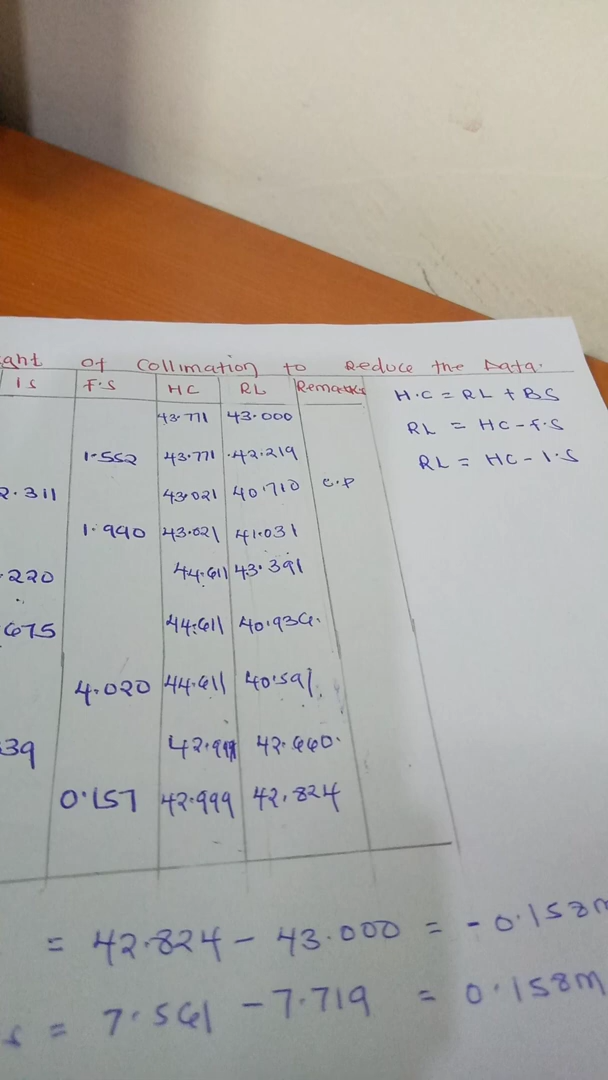 of Collimation to Reduce the Data.
IS F.S HC RL Remarks
43.771 43.000
1.552 43.771 42.219
2.311 43.021 40.710 C.P
1.990 43.021 41.031
.220 44.611 43.391
.675 44.611 40.936.
4.020 44.611 40.591
39 42.999 42.660.
0.157 42.999 42.824
H.C = RL + BS
RL = HC - F.S
RL = HC - I.S
= 42.824 - 43.000 = - 0.158m
= 7.561 - 7.719 = 0.158m